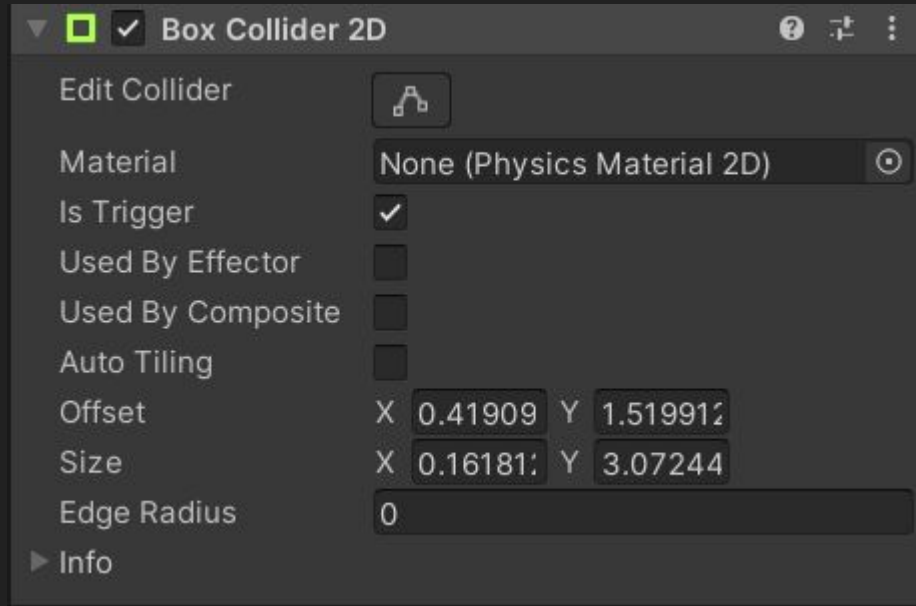 Box Collider 2D
Edit Collider
Material None (Physics Material 2D)
Is Trigger
Used By Effector
Used By Composite
Auto Tiling
Offset X 0.41909 Y 1.519912
Size X 0.161812 Y 3.07244
Edge Radius 0
Info